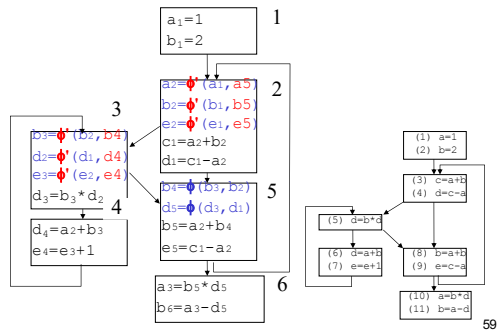 1
a₁=1
b₁=2
2
a₂=ϕ'(a₁,a5)
b₂=ϕ'(b₁,b5)
e₂=ϕ'(e₁,e5)
c₁=a₂+b₂
d₁=c₁-a₂
3
b₃=ϕ'(b₂,b4)
d₂=ϕ'(d₁,d4)
e₃=ϕ'(e₂,e4)
d₃=b₃*d₂
4
d₄=a₂+b₃
e₄=e₃+1
5
b₄=ϕ(b₃,b₂)
d₅=ϕ(d₃,d₁)
b₅=a₂+b₄
e₅=c₁-a₂
6
a₃=b₅*d₅
b₆=a₃-d₅
(1) a=1
(2) b=2
(3) c=a+b
(4) d=c-a
(5) d=b*d
(6) d=a+b
(7) e=e+1
(8) b=a+b
(9) e=c-a
(10) a=b*d
(11) b=a-d
59